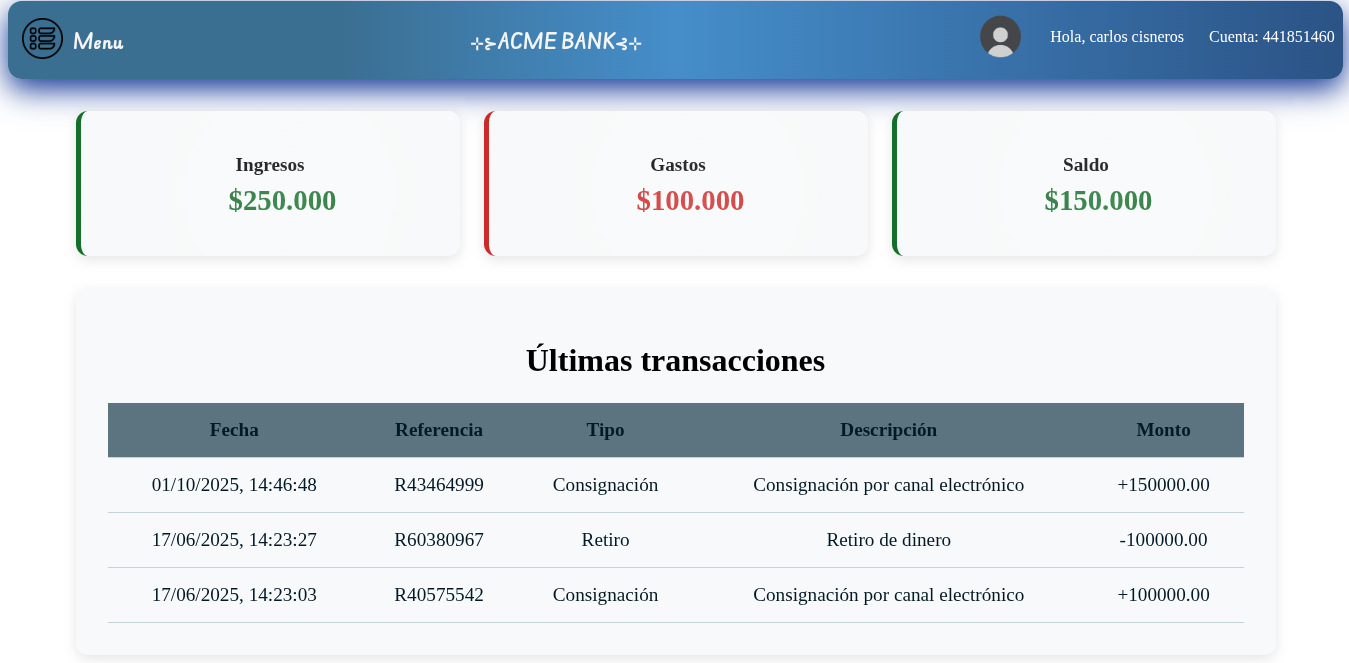 Menu
⊹⊱ACME BANK⊰⊹
Hola, carlos cisneros Cuenta: 441851460
Ingresos Gastos Saldo
$250.000 $100.000 $150.000
Últimas transacciones
Fecha Referencia Tipo Descripción Monto
01/10/2025, 14:46:48 R43464999 Consignación Consignación por canal electrónico +150000.00
17/06/2025, 14:23:27 R60380967 Retiro Retiro de dinero -100000.00
17/06/2025, 14:23:03 R40575542 Consignación Consignación por canal electrónico +100000.00